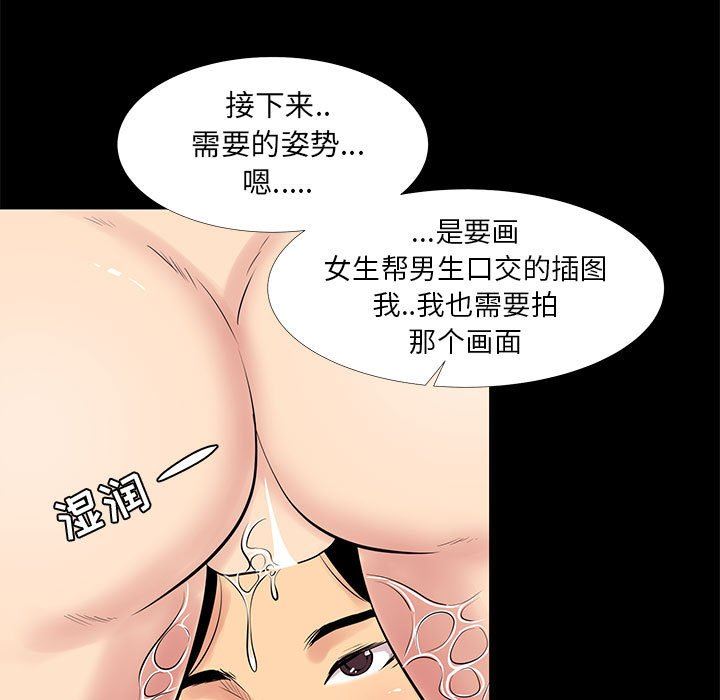 接下来..
需要的姿势...
嗯.....
...是要画
女生帮男生口交的插图
我..我也需要拍
那个画面
湿润一